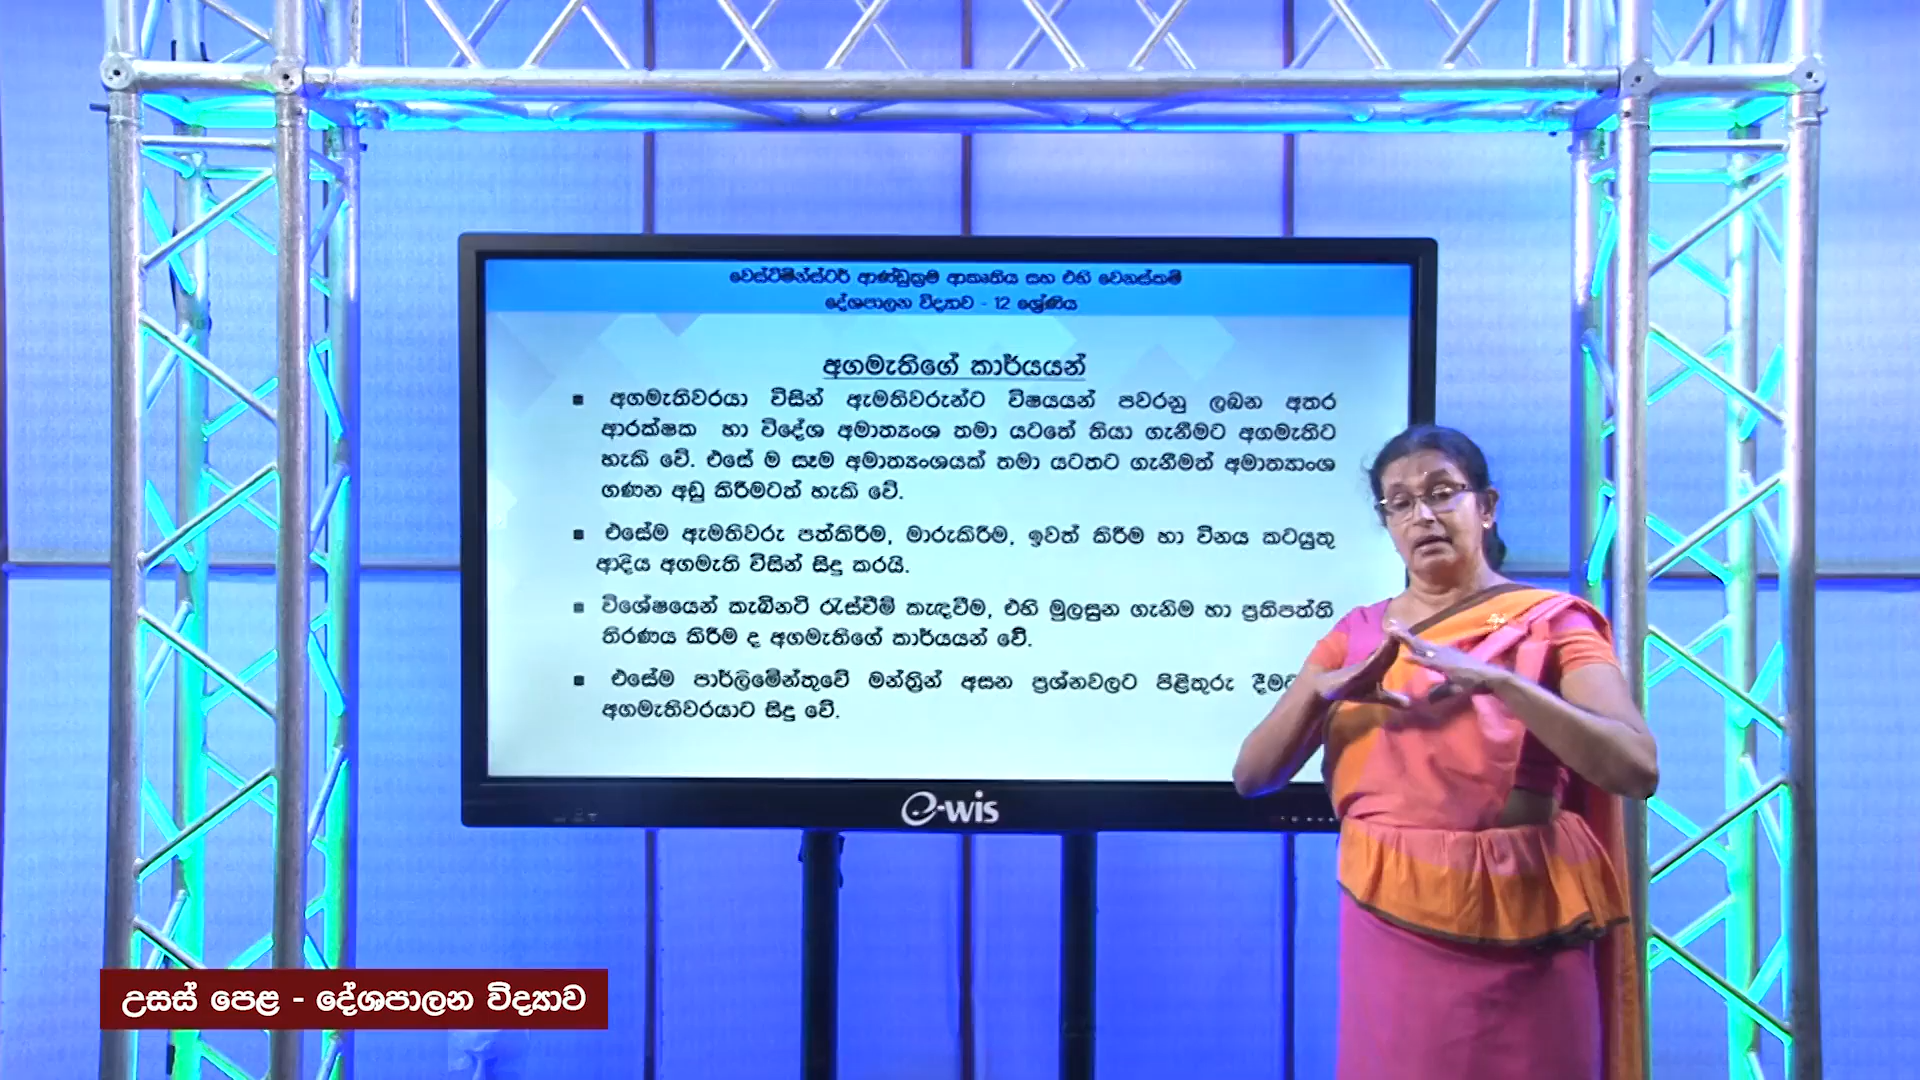 වෙස්ට්මින්ස්ටර් ආණ්ඩුක්‍රම ආකෘතිය සහ එහි වෙනස්කම්
දේශපාලන විද්‍යාව - 12 ශ්‍රේණිය
අගමැතිගේ කාර්යයන්
▪ අගමැතිවරයා විසින් ඇමතිවරුන්ට විෂයයන් පවරනු ලබන අතර
ආරක්ෂක හා විදේශ අමාත්‍යංශ තමා යටතේ තියා ගැනීමට අගමැතිට
හැකි වේ. එසේ ම සෑම අමාත්‍යංශයක් තමා යටතට ගැනීමත් අමාත්‍යාංශ
ගණන අඩු කිරීමටත් හැකි වේ.
▪ එසේම ඇමතිවරු පත්කිරීම, මාරුකිරීම, ඉවත් කිරීම හා විනය කටයුතු
ආදිය අගමැති විසින් සිදු කරයි.
▪ විශේෂයෙන් කැබිනට් රැස්වීම් කැඳවීම, එහි මුලසුන ගැනීම හා ප්‍රතිපත්ති
තිරණය කිරීම ද අගමැතිගේ කාර්යයන් වේ.
▪ එසේම පාර්ලිමේන්තුවේ මන්ත්‍රීන් අසන ප්‍රශ්නවලට පිළිතුරු
අගමැතිවරයාට සිදු වේ.
e-wis
උසස් පෙළ - දේශපාලන විද්‍යාව